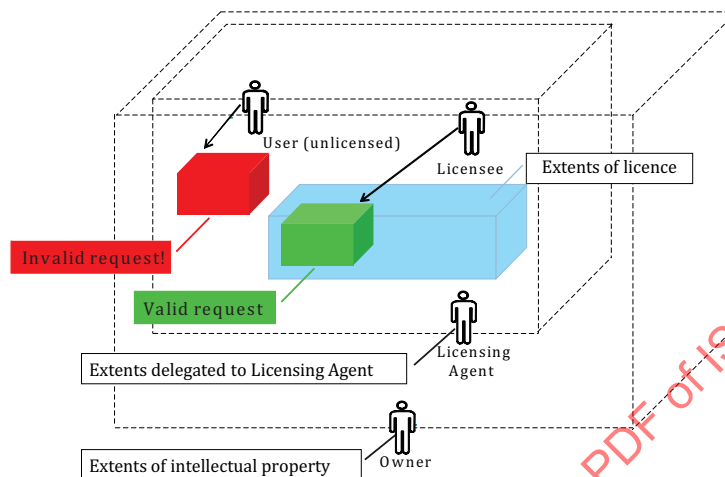 User (unlicensed)
Licensee
Extents of licence
Invalid request!
Valid request
Licensing
Agent
Extents delegated to Licensing Agent
Owner
Extents of intellectual property
PDF of IS